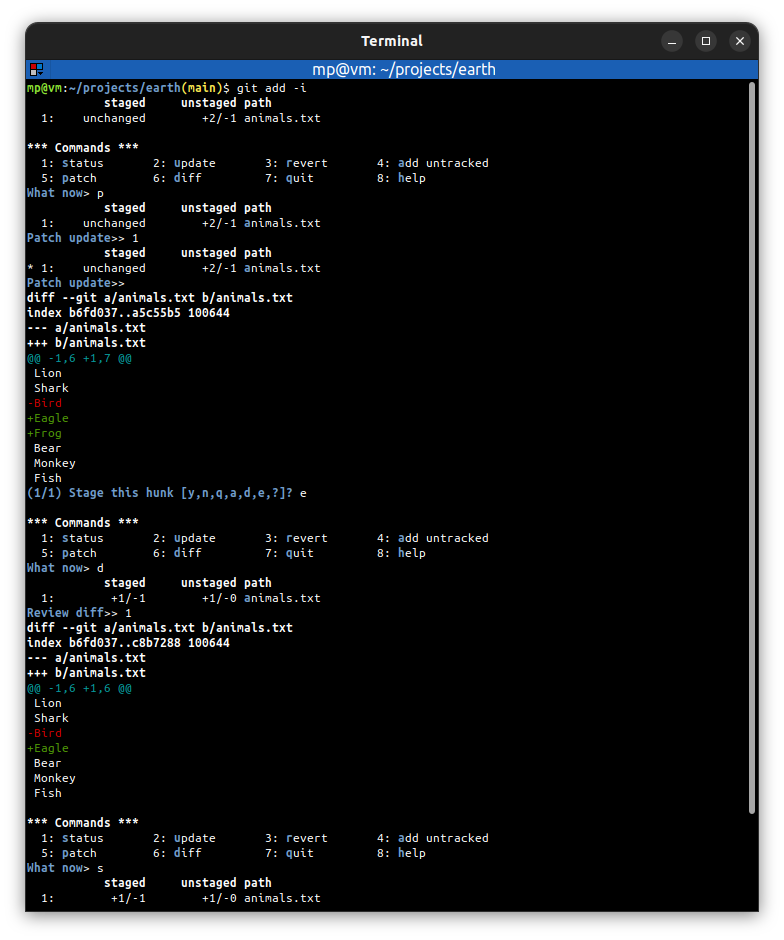 Terminal
mp@vm: ~/projects/earth
mp@vm:~/projects/earth(main)$ git add -i
           staged     unstaged path
  1:    unchanged        +2/-1 animals.txt

*** Commands ***
  1: status       2: update       3: revert       4: add untracked
  5: patch        6: diff         7: quit         8: help
What now> p
           staged     unstaged path
  1:    unchanged        +2/-1 animals.txt
Patch update>> 1
           staged     unstaged path
* 1:    unchanged        +2/-1 animals.txt
Patch update>>
diff --git a/animals.txt b/animals.txt
index b6fd037..a5c55b5 100644
--- a/animals.txt
+++ b/animals.txt
@@ -1,6 +1,7 @@
 Lion
 Shark
-Bird
+Eagle
+Frog
 Bear
 Monkey
 Fish
(1/1) Stage this hunk [y,n,q,a,d,e,?]? e

*** Commands ***
  1: status       2: update       3: revert       4: add untracked
  5: patch        6: diff         7: quit         8: help
What now> d
           staged     unstaged path
  1:        +1/-1        +1/-0 animals.txt
Review diff>> 1
diff --git a/animals.txt b/animals.txt
index b6fd037..c8b7288 100644
--- a/animals.txt
+++ b/animals.txt
@@ -1,6 +1,6 @@
 Lion
 Shark
-Bird
+Eagle
 Bear
 Monkey
 Fish

*** Commands ***
  1: status       2: update       3: revert       4: add untracked
  5: patch        6: diff         7: quit         8: help
What now> s
           staged     unstaged path
  1:        +1/-1        +1/-0 animals.txt